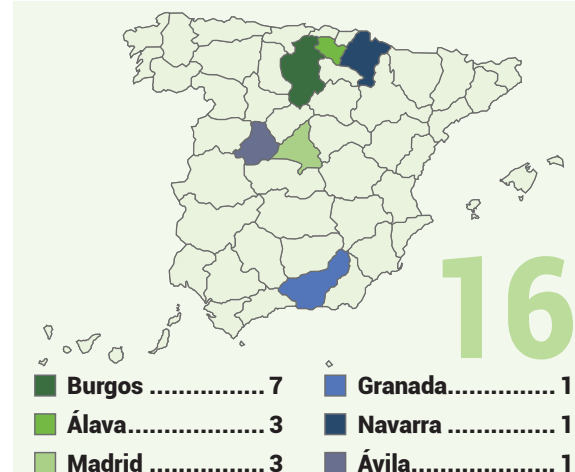 16
Burgos ................ 7
Álava................... 3
Madrid ................ 3
Granada................ 1
Navarra ................ 1
Ávila..................... 1